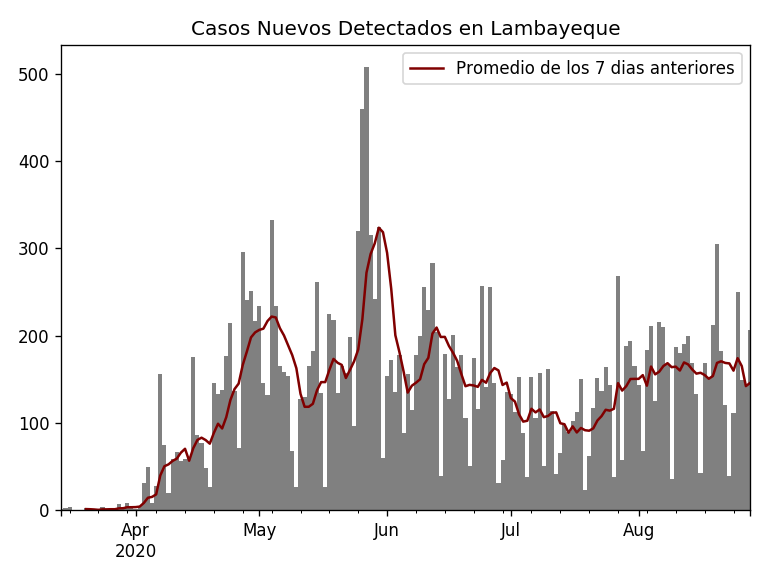 Casos Nuevos Detectados en Lambayeque
Promedio de los 7 dias anteriores
500
400
300
200
100
0
Apr May Jun Jul Aug
2020